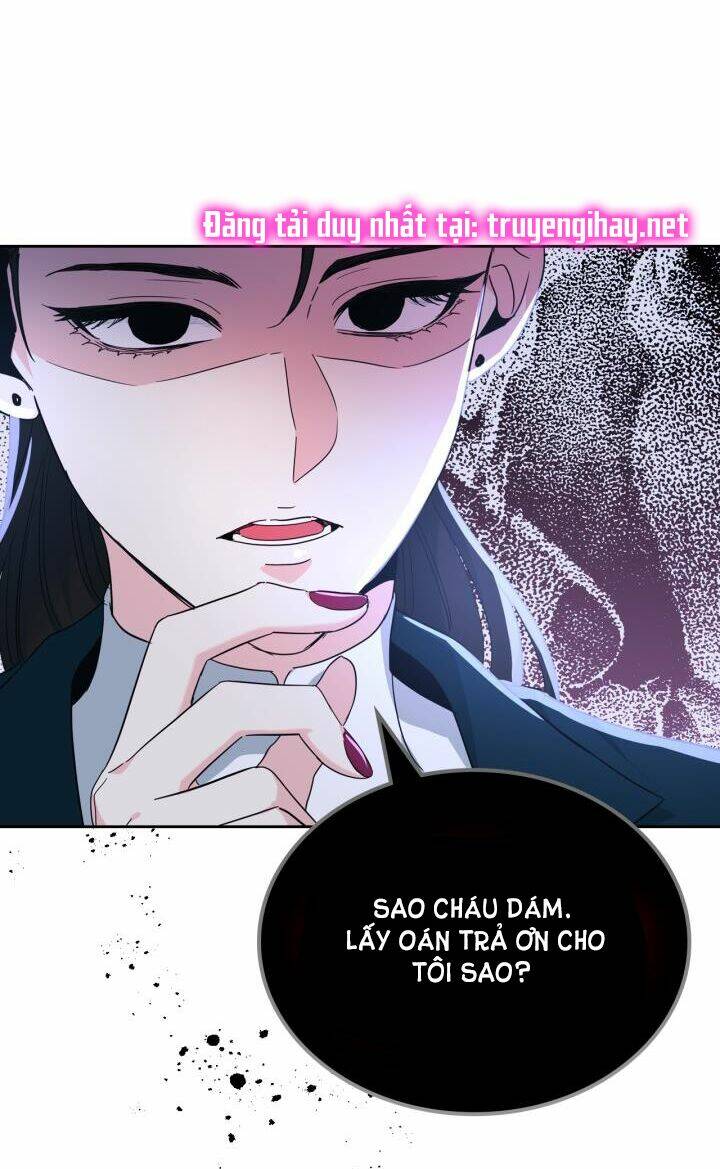 Đăng tải duy nhất tại: truyengihay.net
SAO CHÁU DÁM.
LẤY OÁN TRẢ ƠN CHO
TÔI SAO?